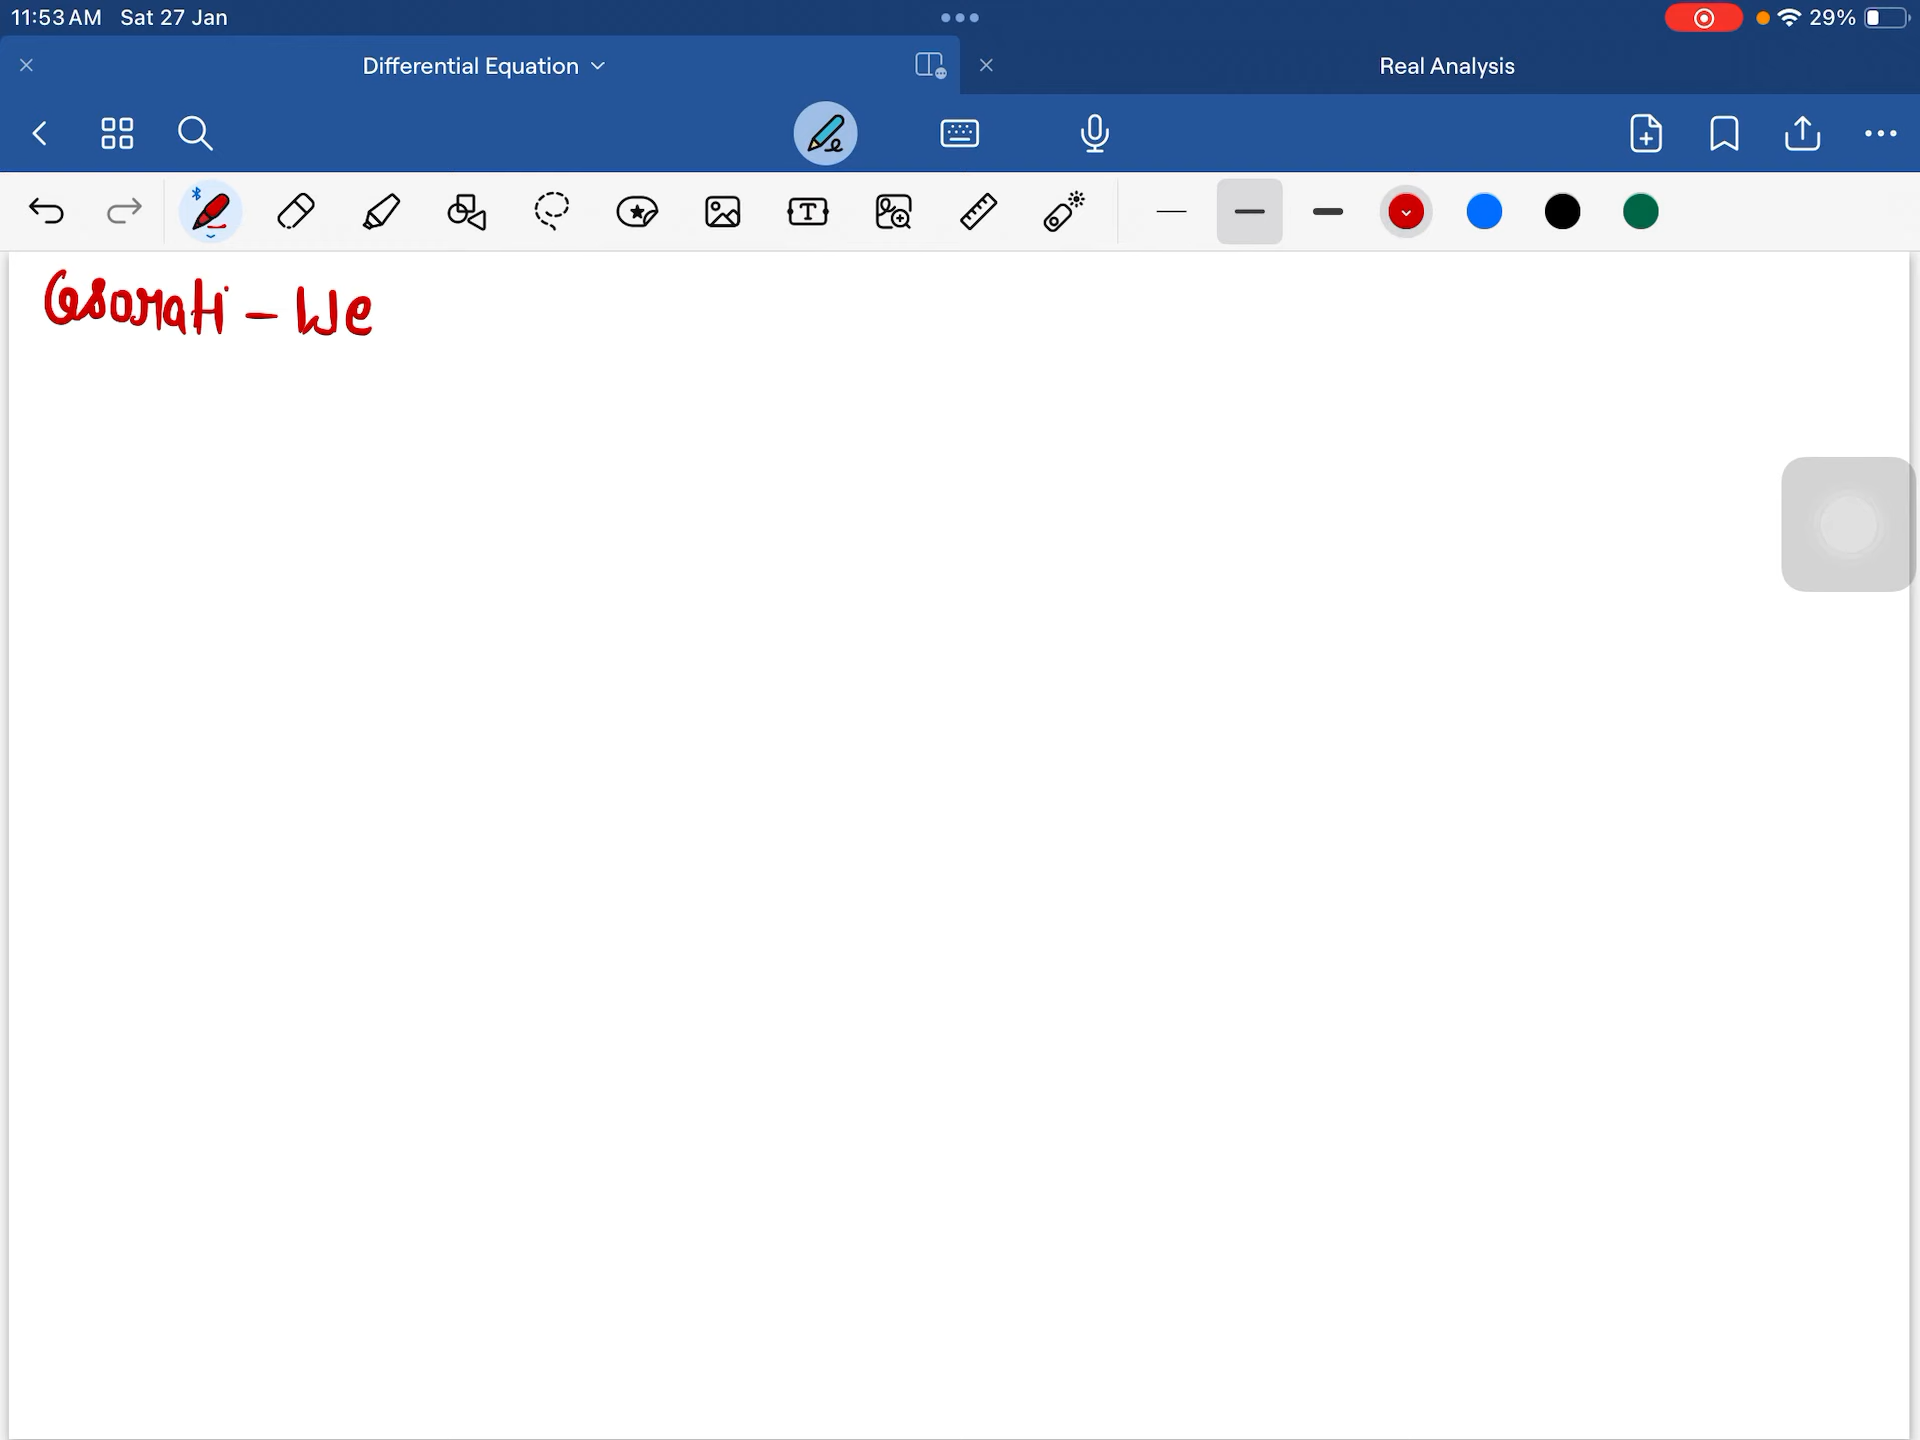 11:53 AM Sat 27 Jan 29%
Differential Equation Real Analysis
Casorati - We